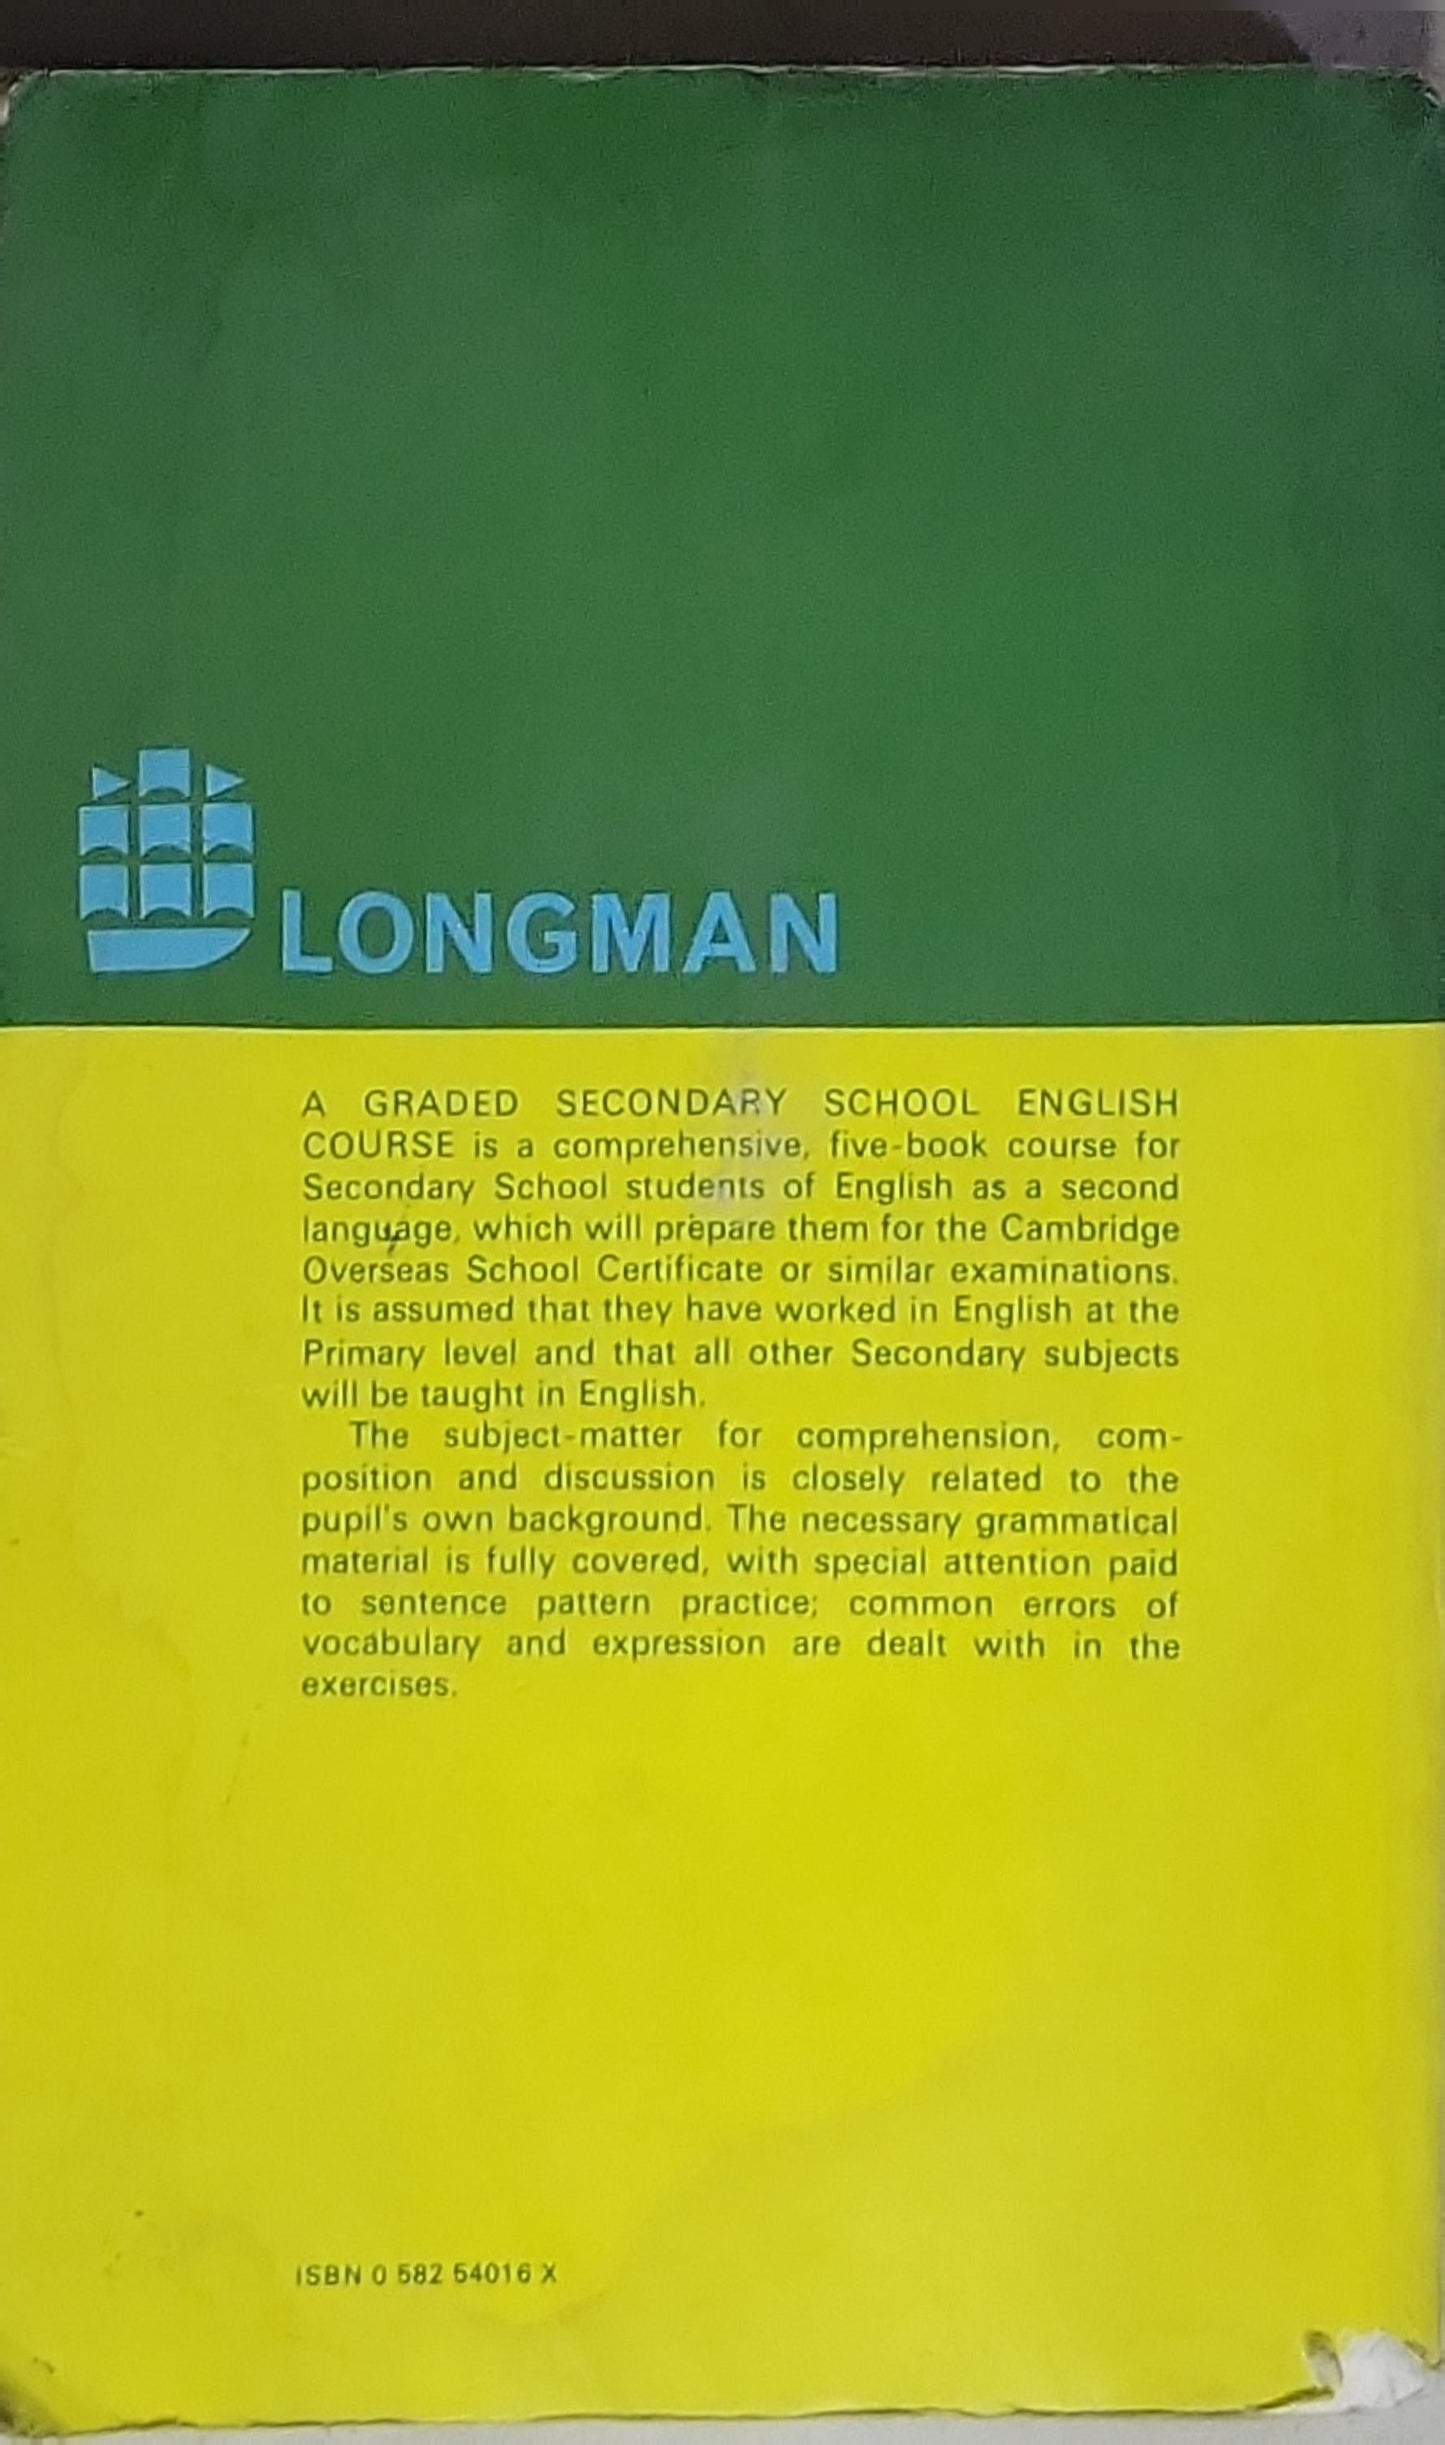 LONGMAN
A GRADED SECONDARY SCHOOL ENGLISH
COURSE is a comprehensive, five-book course for
Secondary School students of English as a second
language, which will prepare them for the Cambridge
Overseas School Certificate or similar examinations.
It is assumed that they have worked in English at the
Primary level and that all other Secondary subjects
will be taught in English.
The subject-matter for comprehension, com-
position and discussion is closely related to the
pupil's own background. The necessary grammatical
material is fully covered, with special attention paid
to sentence pattern practice; common errors of
vocabulary and expression are dealt with in the
exercises.
ISBN 0 582 54016 X